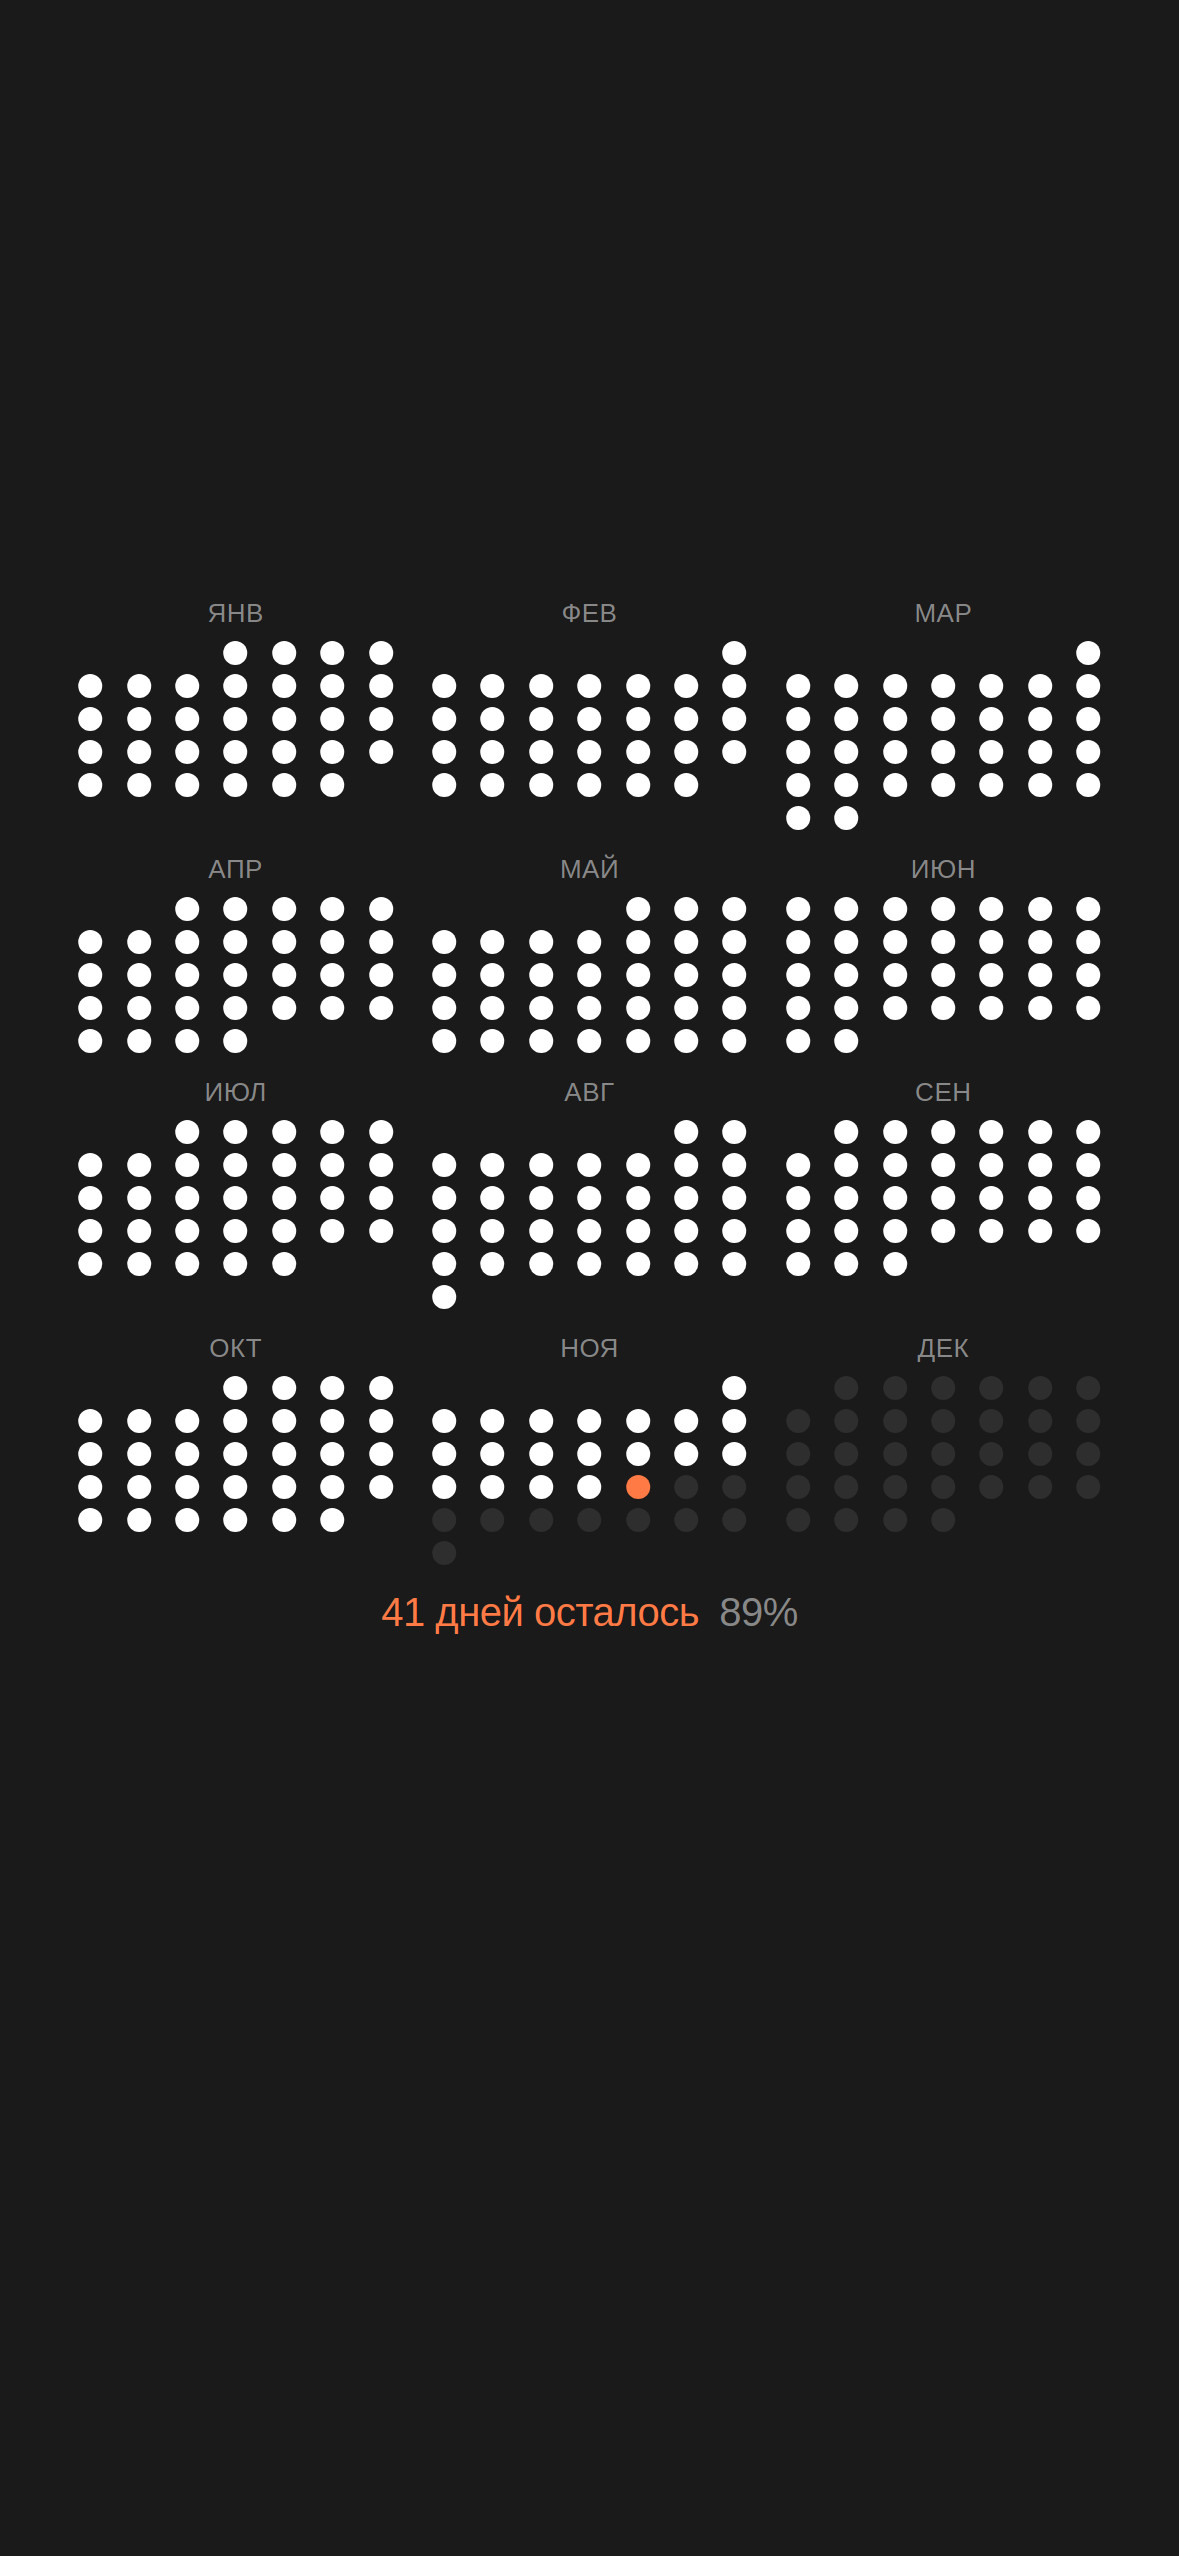 ЯНВ ФЕВ МАР
АПР МАЙ ИЮН
ИЮЛ АВГ СЕН
ОКТ НОЯ ДЕК
41 дней осталось 89%